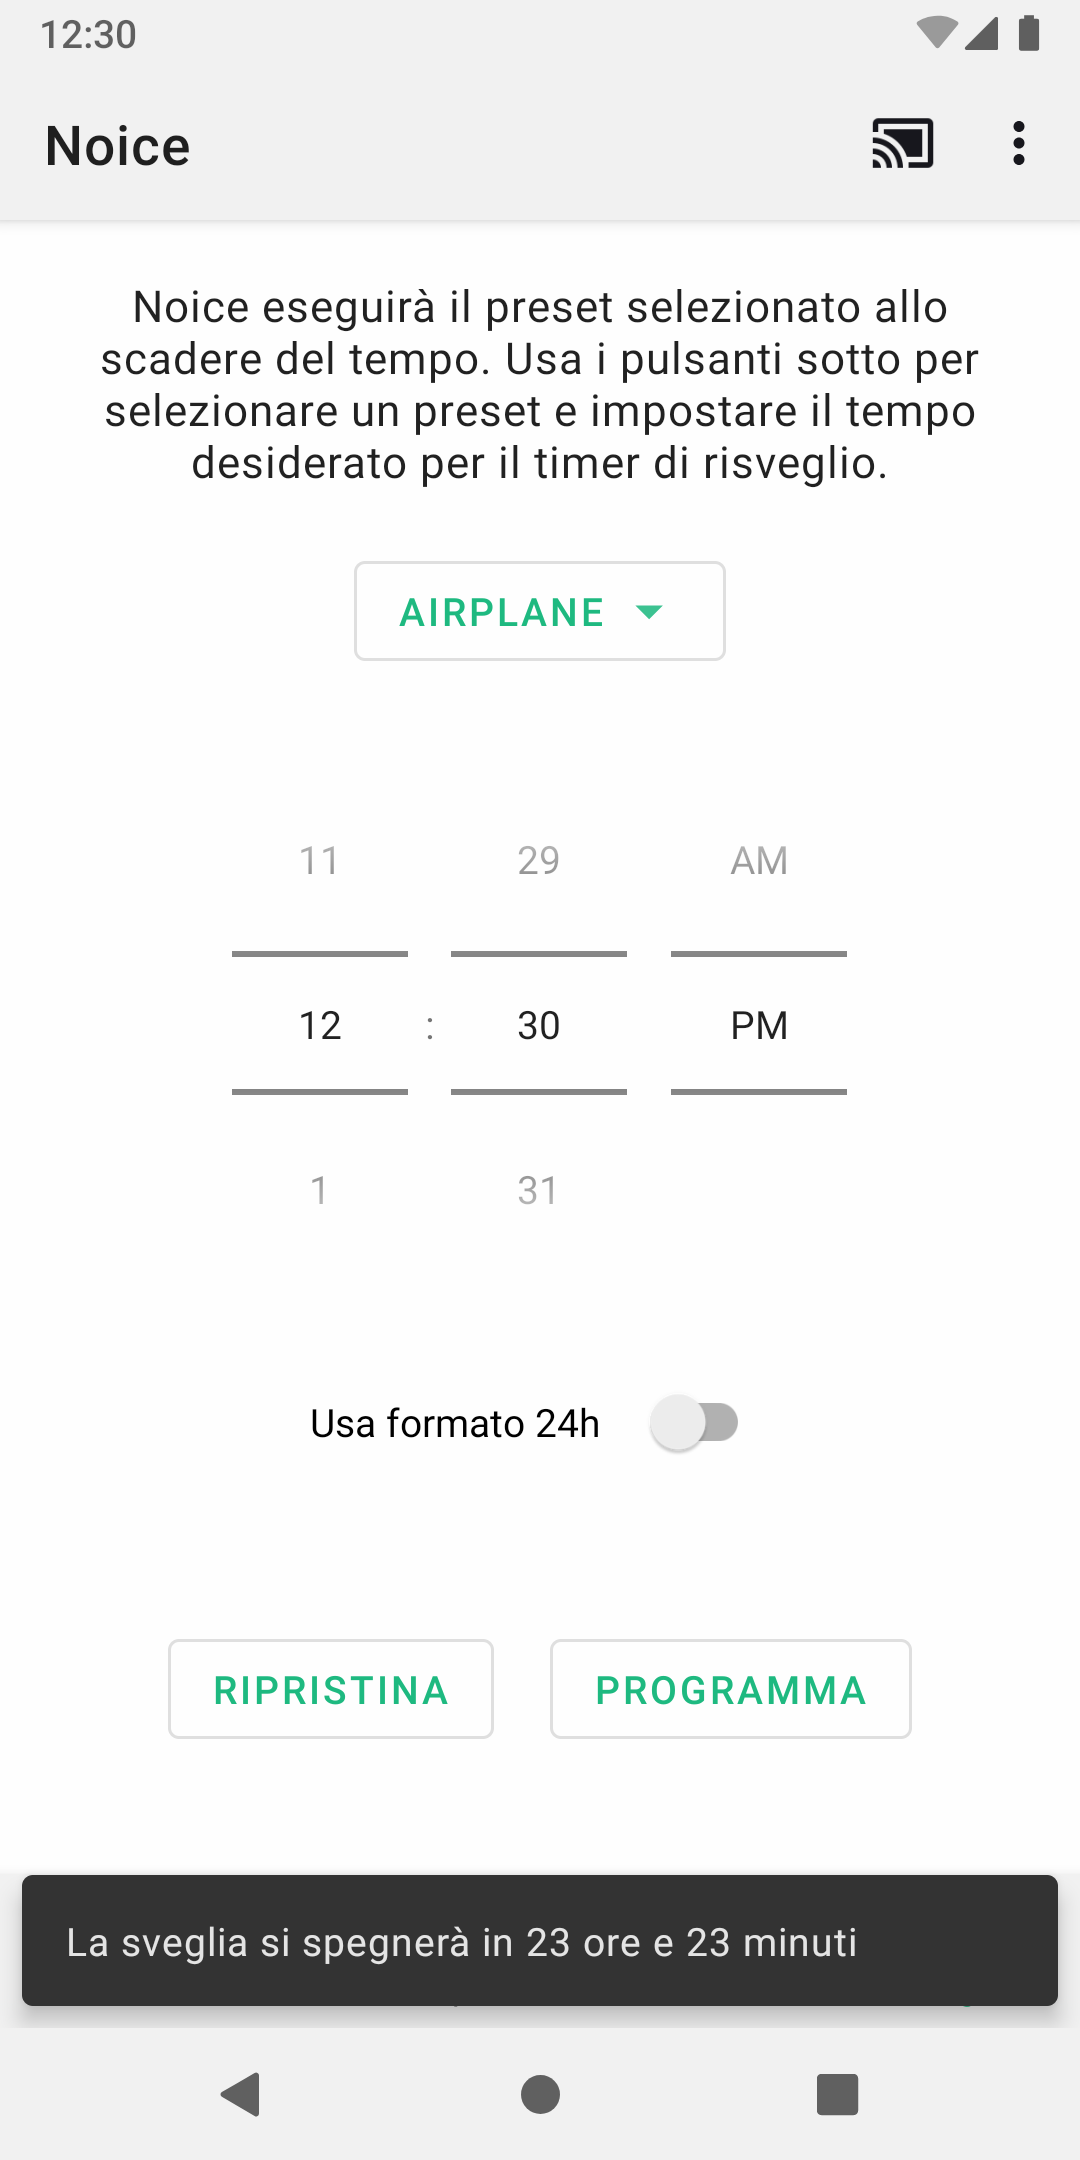 12:30
Noice
Noice eseguirà il preset selezionato allo
scadere del tempo. Usa i pulsanti sotto per
selezionare un preset e impostare il tempo
desiderato per il timer di risveglio.
AIRPLANE
11 29 AM
12 : 30 PM
1 31
Usa formato 24h
RIPRISTINA PROGRAMMA
La sveglia si spegnerà in 23 ore e 23 minuti